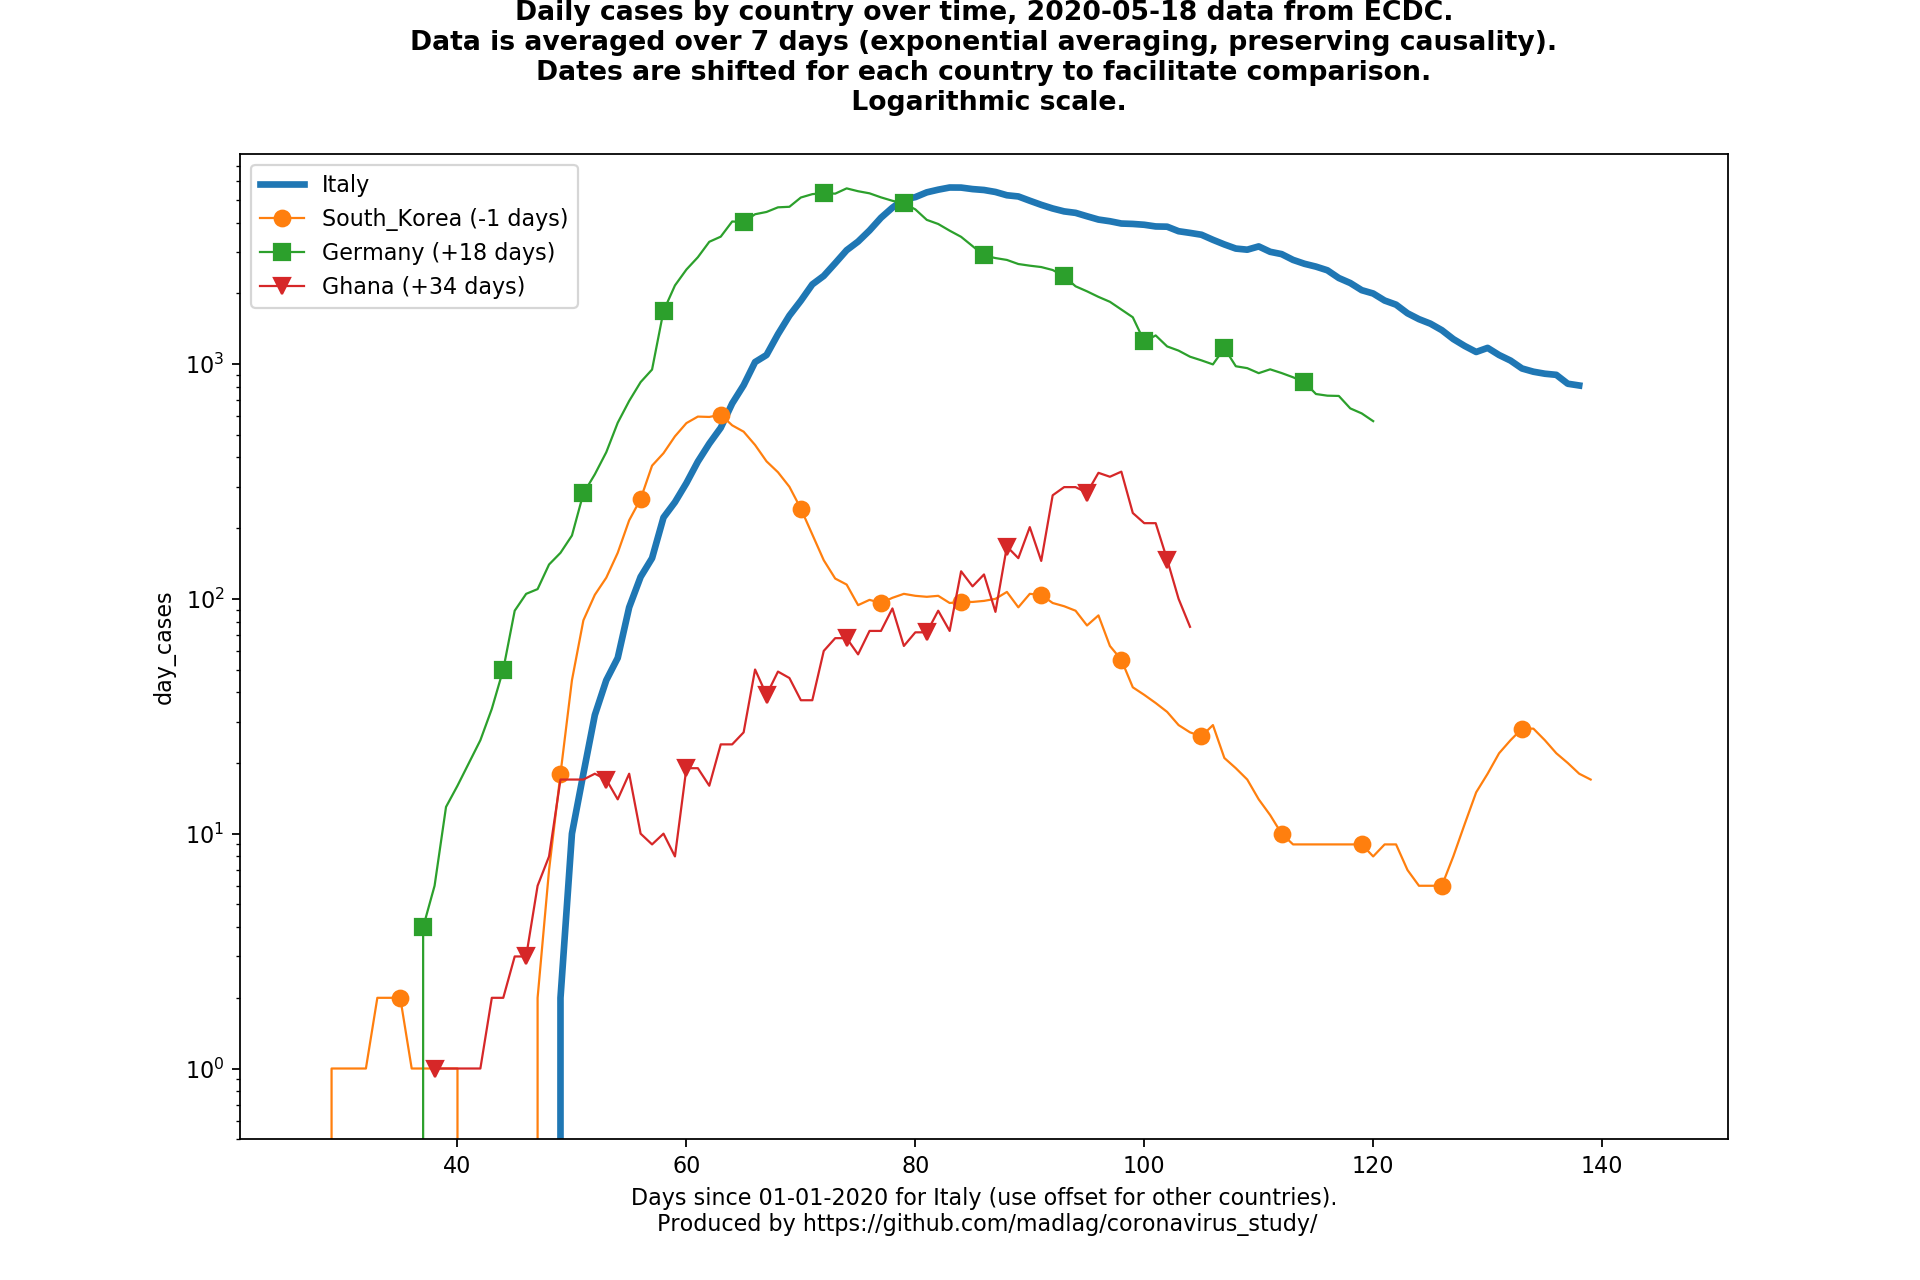 Daily cases by country over time, 2020-05-18 data from ECDC.
Data is averaged over 7 days (exponential averaging, preserving causality).
Dates are shifted for each country to facilitate comparison.
Logarithmic scale.
Italy
South_Korea (-1 days)
Germany (+18 days)
Ghana (+34 days)
day_cases
10³
10²
10¹
10⁰
40 60 80 100 120 140
Days since 01-01-2020 for Italy (use offset for other countries).
Produced by https://github.com/madlag/coronavirus_study/